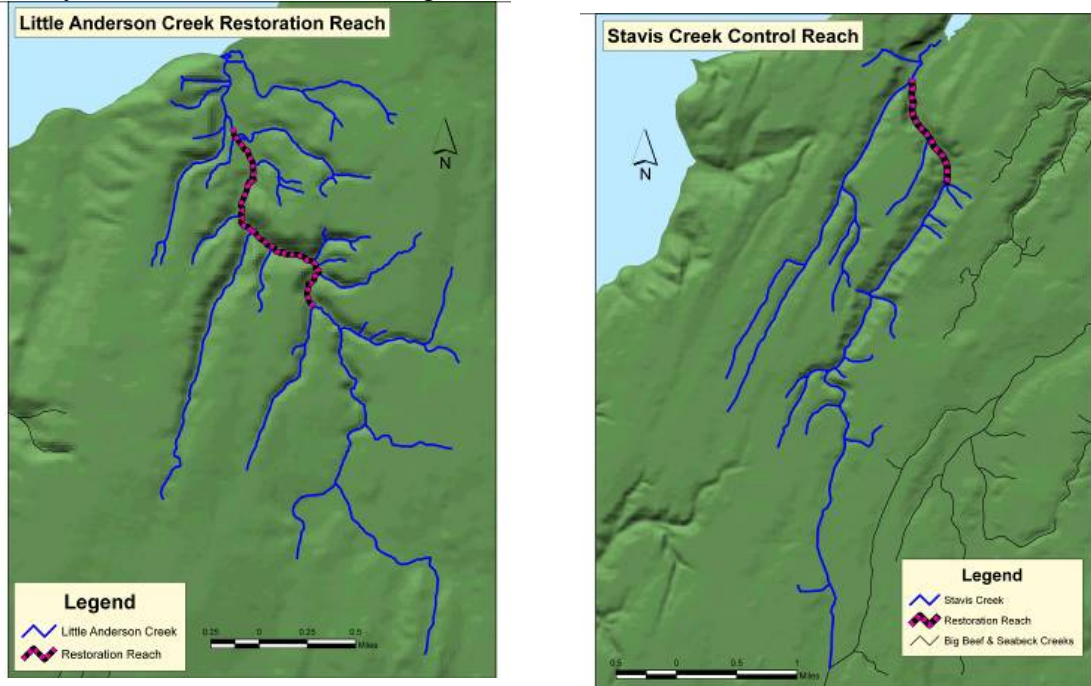 Little Anderson Creek Restoration Reach
N
Legend
Little Anderson Creek
Restoration Reach
0.25 0 0.25 0.5
Miles
Stavis Creek Control Reach
N
Legend
Stavis Creek
Restoration Reach
Big Beef & Seabeck Creeks
0.5 0 0.5 1
Miles